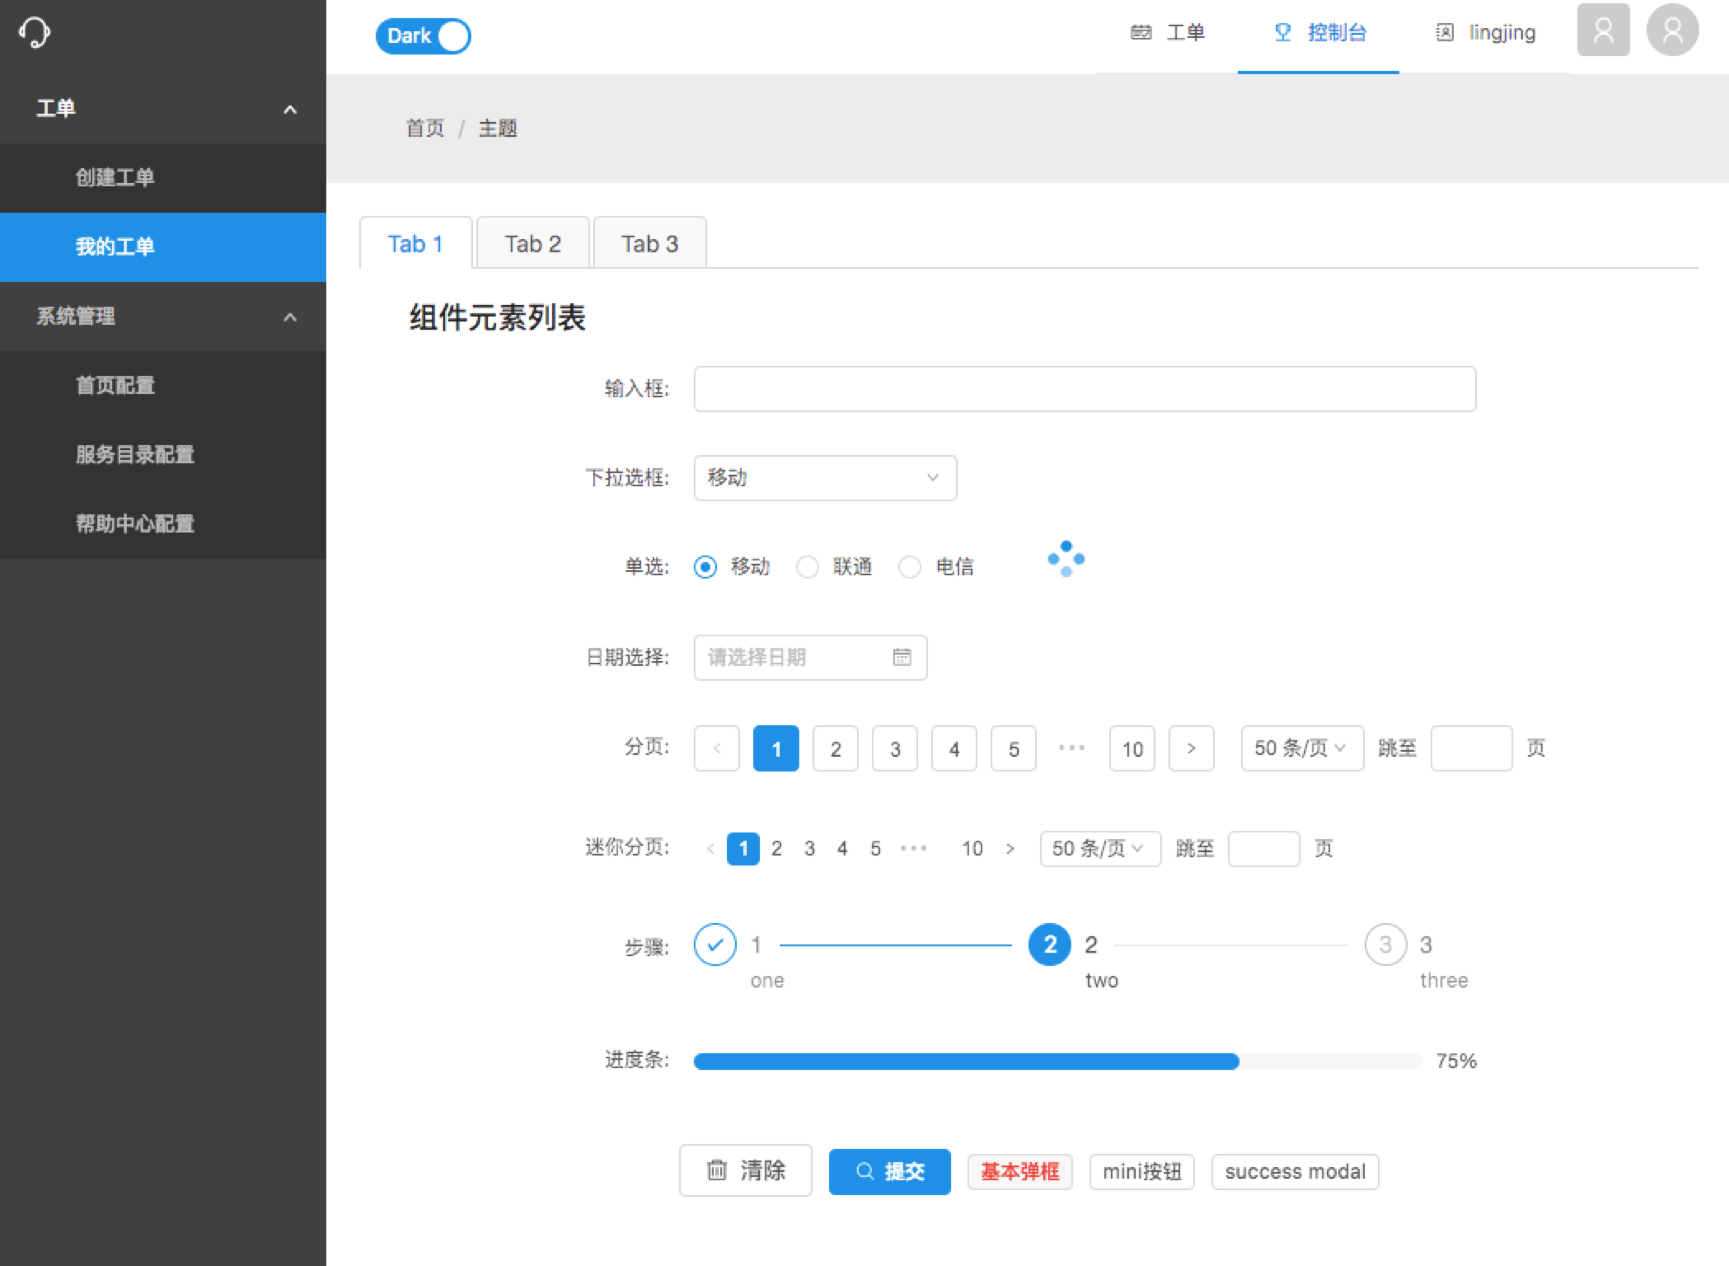 Dark
工单
控制台
lingjing
工单
创建工单
我的工单
系统管理
首页配置
服务目录配置
帮助中心配置
首页 / 主题
Tab 1
Tab 2
Tab 3
组件元素列表
输入框:
下拉选框: 移动
单选: 移动 联通 电信
日期选择: 请选择日期
分页: < 1 2 3 4 5 ••• 10 > 50 条/页 跳至 页
迷你分页: < 1 2 3 4 5 ••• 10 > 50 条/页 跳至 页
步骤: 1 2 2 3 3
one two three
进度条: 75%
清除 提交 基本弹框 mini按钮 success modal